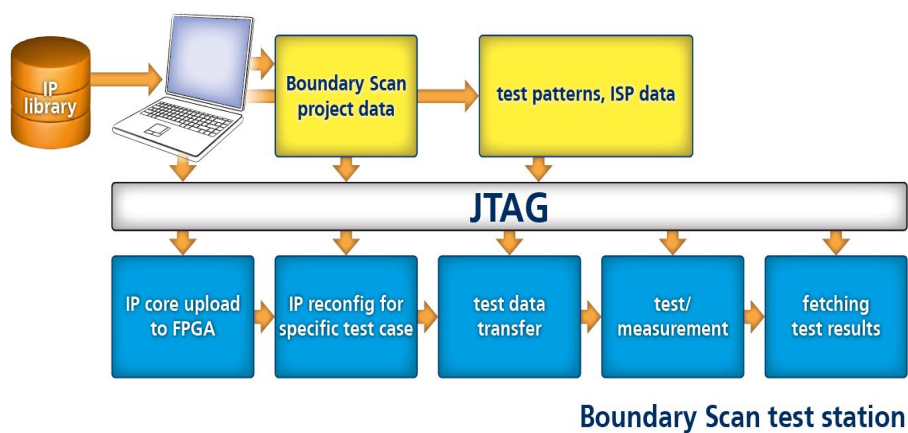 IP
library
Boundary Scan
project data
test patterns, ISP data
JTAG
IP core upload
to FPGA
IP reconfig for
specific test case
test data
transfer
test/
measurement
fetching
test results
Boundary Scan test station